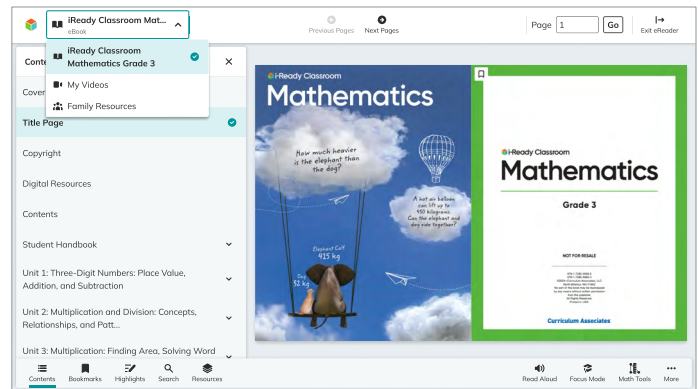 iReady Classroom Mat...
eBook
Previous Pages
Next Pages
Page 1 Go
Exit eReader
iReady Classroom
Mathematics Grade 3
My Videos
Family Resources
Conte
Cover
Title Page
Copyright
Digital Resources
Contents
Student Handbook
Unit 1: Three-Digit Numbers: Place Value,
Addition, and Subtraction
Unit 2: Multiplication and Division: Concepts,
Relationships, and Patt...
Unit 3: Multiplication: Finding Area, Solving Word
i-Ready Classroom
Mathematics
How much heavier
is the elephant than
the dog?
A hot air balloon
can lift up to
450 kilograms.
Can the elephant and
dog ride together?
Elephant Calf
415 kg
Dog
52 kg
i-Ready Classroom
Mathematics
Grade 3
NOT FOR RESALE
Curriculum Associates
Contents
Bookmarks
Highlights
Search
Resources
Read Aloud
Focus Mode
Math Tools
More